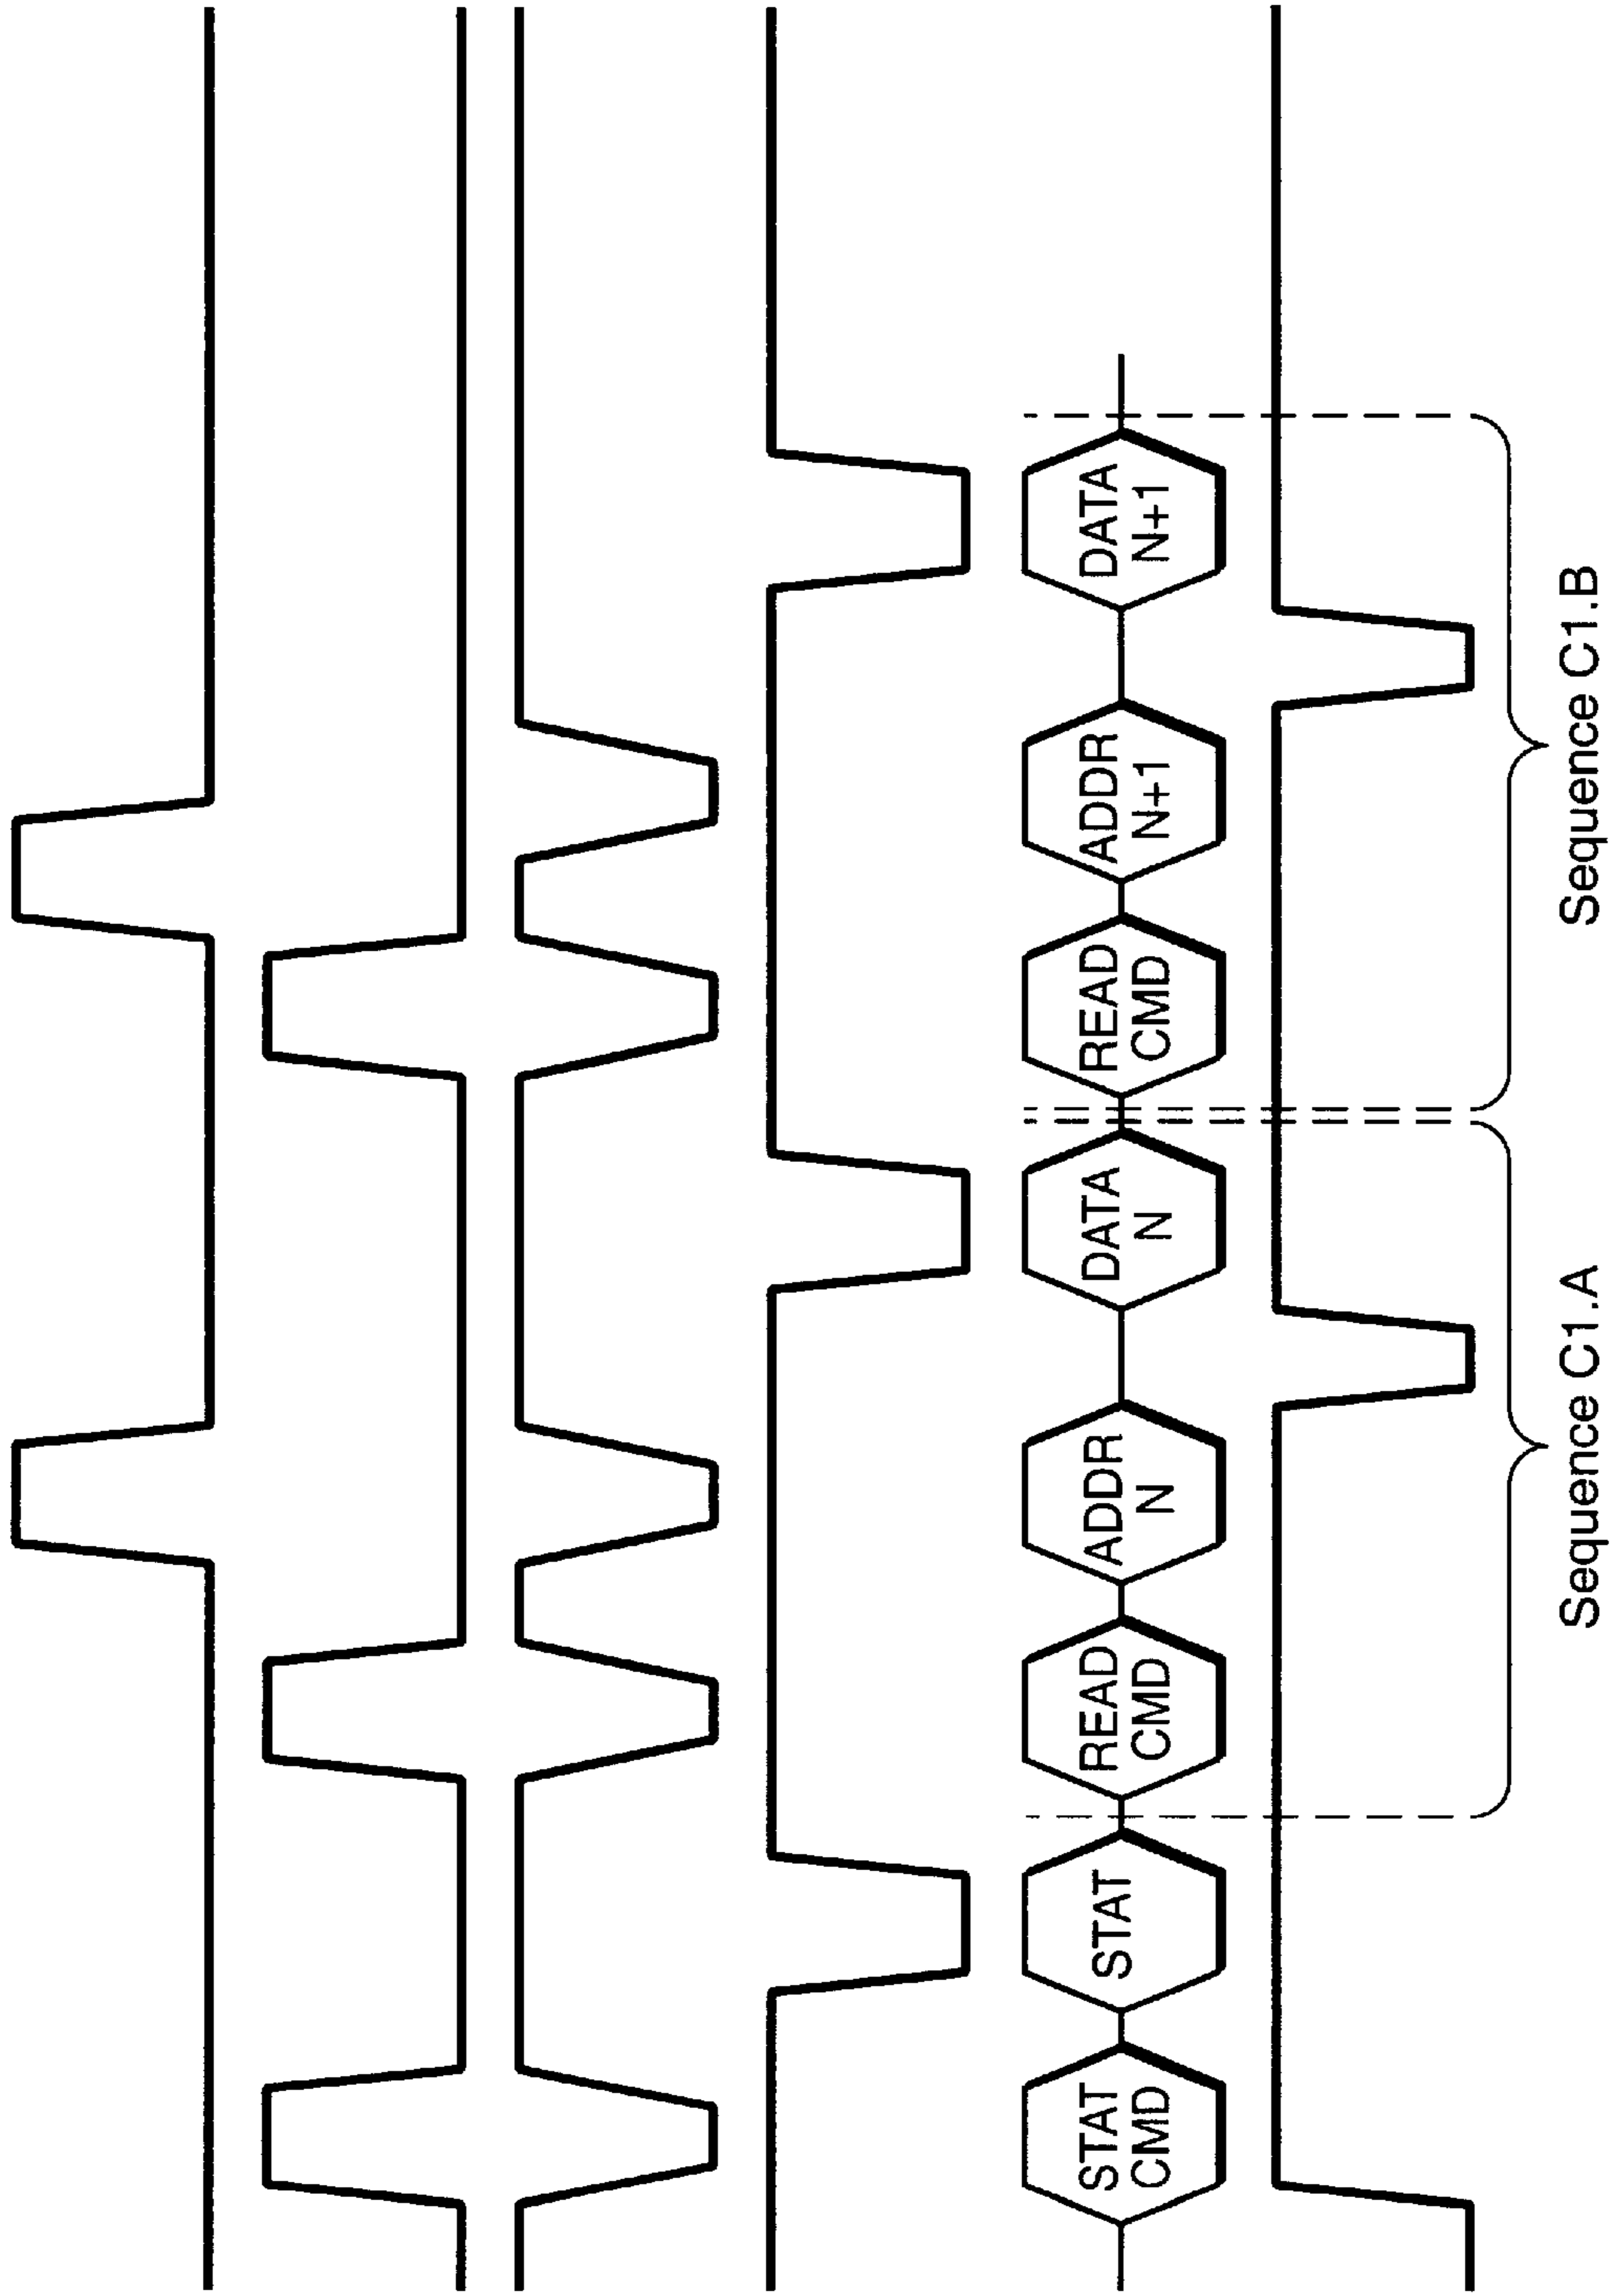 STAT
CMD
STAT
READ
CMD
ADDR
N
DATA
N
READ
CMD
ADDR
N+1
DATA
N+1
Sequence C1.A
Sequence C1.B